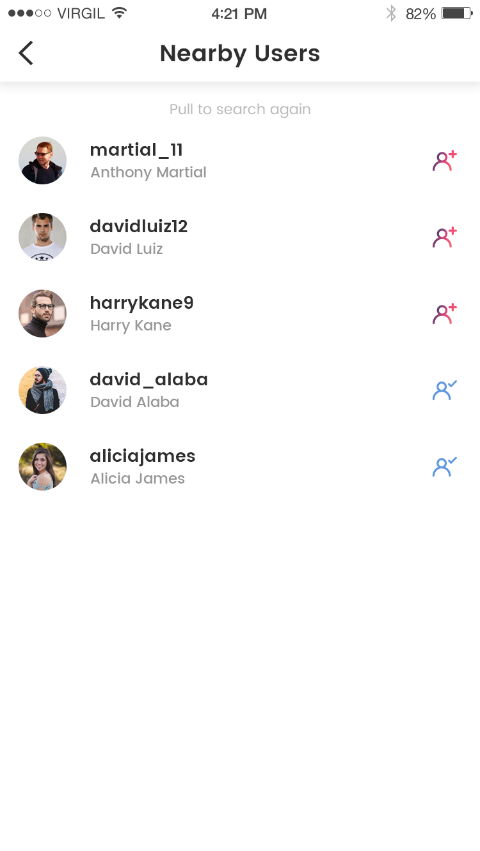 VIRGIL 4:21 PM 82%
Nearby Users
Pull to search again
martial_11
Anthony Martial
davidluiz12
David Luiz
harrykane9
Harry Kane
david_alaba
David Alaba
aliciajames
Alicia James